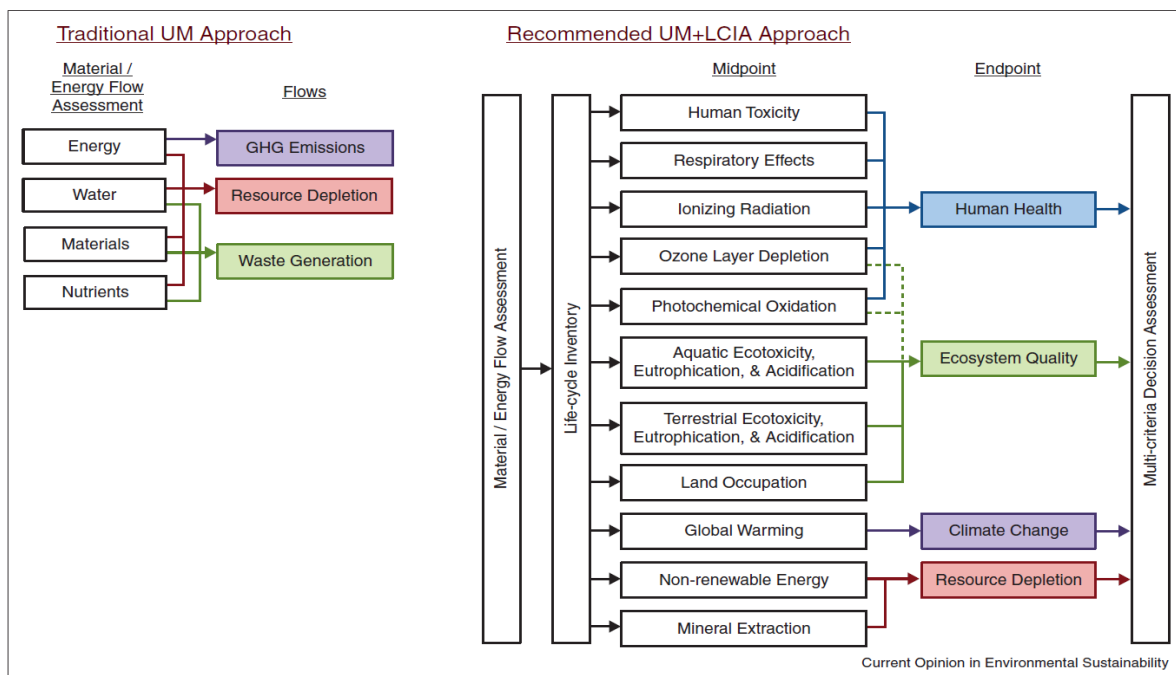 Traditional UM Approach
Material /
Energy Flow
Assessment
Flows
Energy
Water
Materials
Nutrients
GHG Emissions
Resource Depletion
Waste Generation
Recommended UM+LCIA Approach
Midpoint
Endpoint
Material / Energy Flow Assessment
Life-cycle Inventory
Human Toxicity
Respiratory Effects
Ionizing Radiation
Ozone Layer Depletion
Photochemical Oxidation
Aquatic Ecotoxicity,
Eutrophication, & Acidification
Terrestrial Ecotoxicity,
Eutrophication, & Acidification
Land Occupation
Global Warming
Non-renewable Energy
Mineral Extraction
Human Health
Ecosystem Quality
Climate Change
Resource Depletion
Multi-criteria Decision Assessment
Current Opinion in Environmental Sustainability